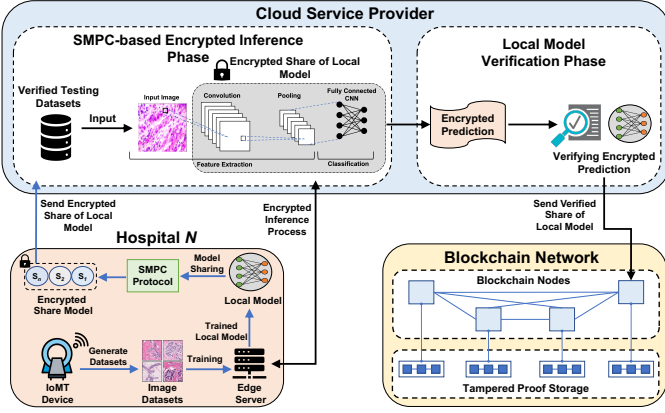 Cloud Service Provider
SMPC-based Encrypted Inference
Phase
Encrypted Share of Local
Model
Verified Testing
Datasets
Input
Input Image
Convolution
Pooling
Fully Connected
CNN
Feature Extraction
Classification
Local Model
Verification Phase
Encrypted
Prediction
Verifying Encrypted
Prediction
Send Encrypted
Share of Local
Model
Encrypted
Inference
Process
Send Verified
Share of
Local Model
Hospital N
Sn
S2
S1
Encrypted
Share Model
SMPC
Protocol
Model
Sharing
Local Model
Trained
Local Model
IoMT
Device
Generate
Datasets
Image
Datasets
Training
Edge
Server
Blockchain Network
Blockchain Nodes
Tampered Proof Storage